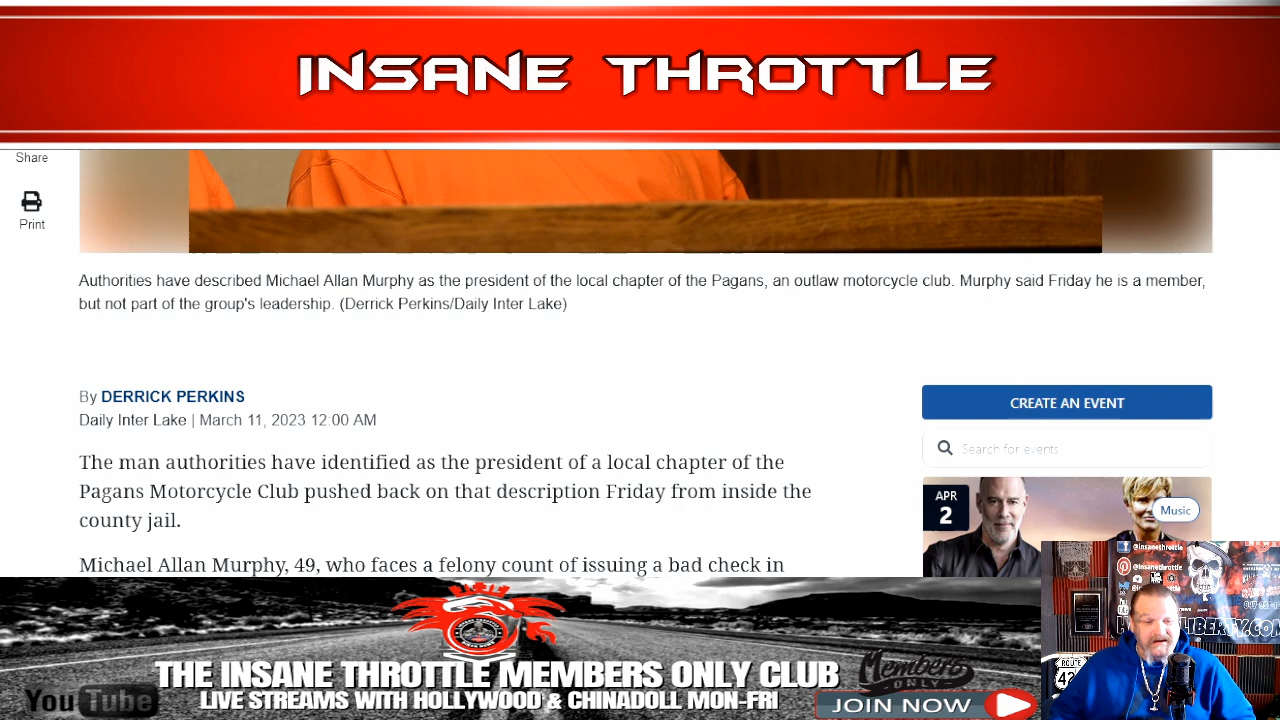 INSANE THROTTLE
Share
Print
Authorities have described Michael Allan Murphy as the president of the local chapter of the Pagans, an outlaw motorcycle club. Murphy said Friday he is a member,
but not part of the group's leadership. (Derrick Perkins/Daily Inter Lake)
By DERRICK PERKINS
Daily Inter Lake | March 11, 2023 12:00 AM
CREATE AN EVENT
Search for events
The man authorities have identified as the president of a local chapter of the
Pagans Motorcycle Club pushed back on that description Friday from inside the
county jail.
APR
2
Music
Michael Allan Murphy, 49, who faces a felony count of issuing a bad check in
@insanethrottle
@insanethrottle
ROUTE
THE INSANE THROTTLE MEMBERS ONLY CLUB
LIVE STREAMS WITH HOLLYWOOD & CHINADOLL MON-FRI
YouTube
Members
ONLY
JOIN NOW